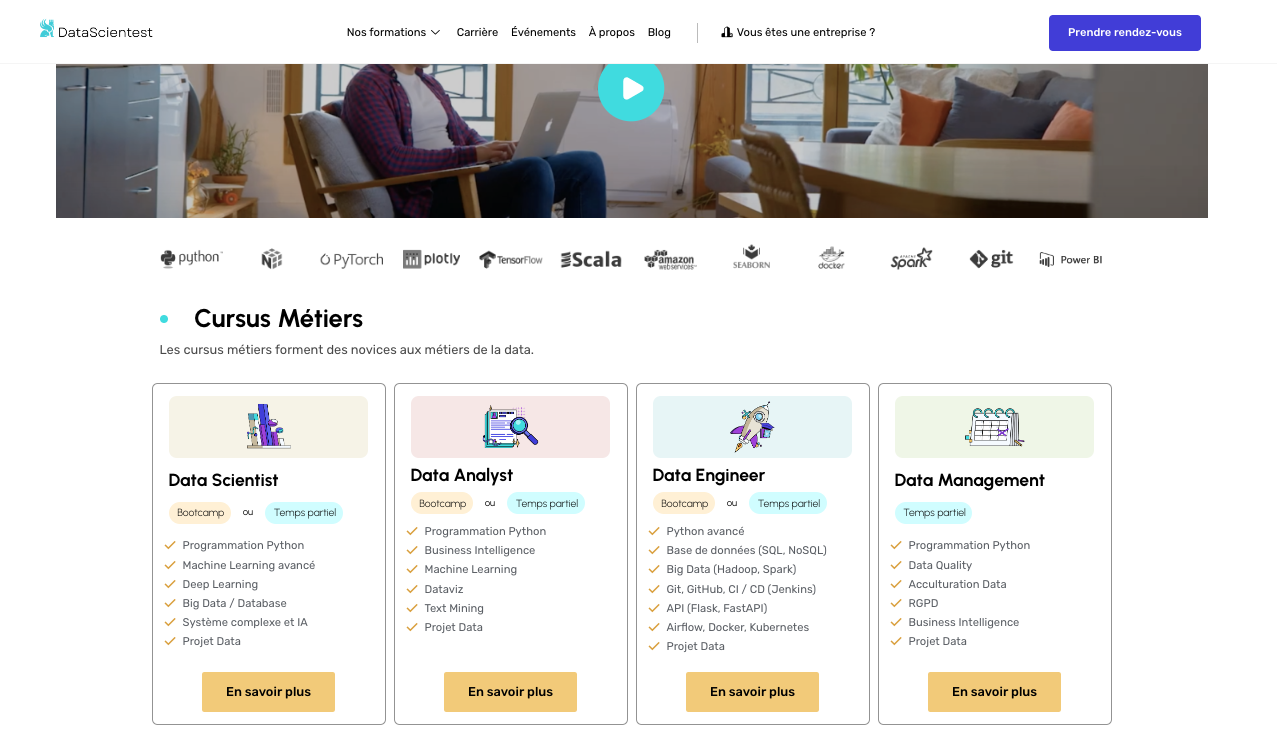 DataScientest
Nos formations
Carrière
Événements
À propos
Blog
Vous êtes une entreprise ?
Prendre rendez-vous
python
PyTorch
plotly
TensorFlow
Scala
amazon
webservices™
SEABORN
docker
APACHE
Spark
git
Power BI
Cursus Métiers
Les cursus métiers forment des novices aux métiers de la data.
Data Scientist
Bootcamp ou Temps partiel
Programmation Python
Machine Learning avancé
Deep Learning
Big Data / Database
Système complexe et IA
Projet Data
En savoir plus
Data Analyst
Bootcamp ou Temps partiel
Programmation Python
Business Intelligence
Machine Learning
Dataviz
Text Mining
Projet Data
En savoir plus
Data Engineer
Bootcamp ou Temps partiel
Python avancé
Base de données (SQL, NoSQL)
Big Data (Hadoop, Spark)
Git, GitHub, CI / CD (Jenkins)
API (Flask, FastAPI)
Airflow, Docker, Kubernetes
Projet Data
En savoir plus
Data Management
Temps partiel
Programmation Python
Data Quality
Acculturation Data
RGPD
Business Intelligence
Projet Data
En savoir plus